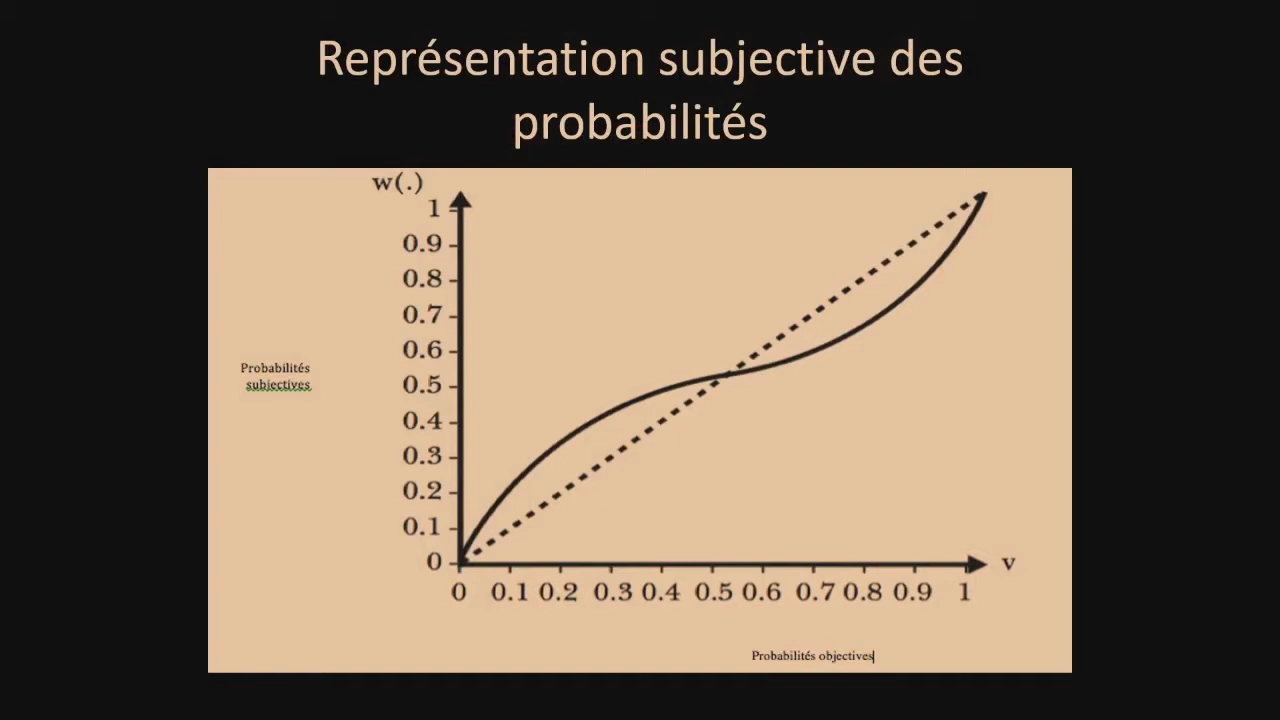 Représentation subjective des
probabilités
w(.)
1
0.9
0.8
0.7
0.6
Probabilités
subjectives
0.5
0.4
0.3
0.2
0.1
0
v
0 0.1 0.2 0.3 0.4 0.5 0.6 0.7 0.8 0.9 1
Probabilités objectives